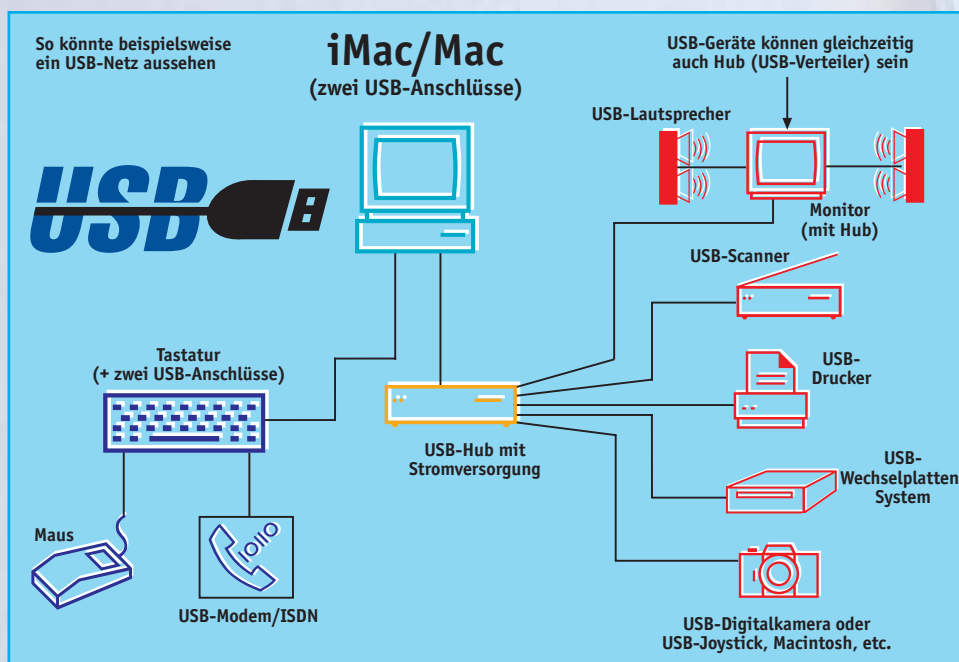 So könnte beispielsweise
ein USB-Netz aussehen
iMac/Mac
(zwei USB-Anschlüsse)
USB-Geräte können gleichzeitig
auch Hub (USB-Verteiler) sein
USB-Lautsprecher
USB
Monitor
(mit Hub)
USB-Scanner
Tastatur
(+ zwei USB-Anschlüsse)
USB-
Drucker
USB-Hub mit
Stromversorgung
USB-
Wechselplatten
System
Maus
10110
USB-Modem/ISDN
USB-Digitalkamera oder
USB-Joystick, Macintosh, etc.